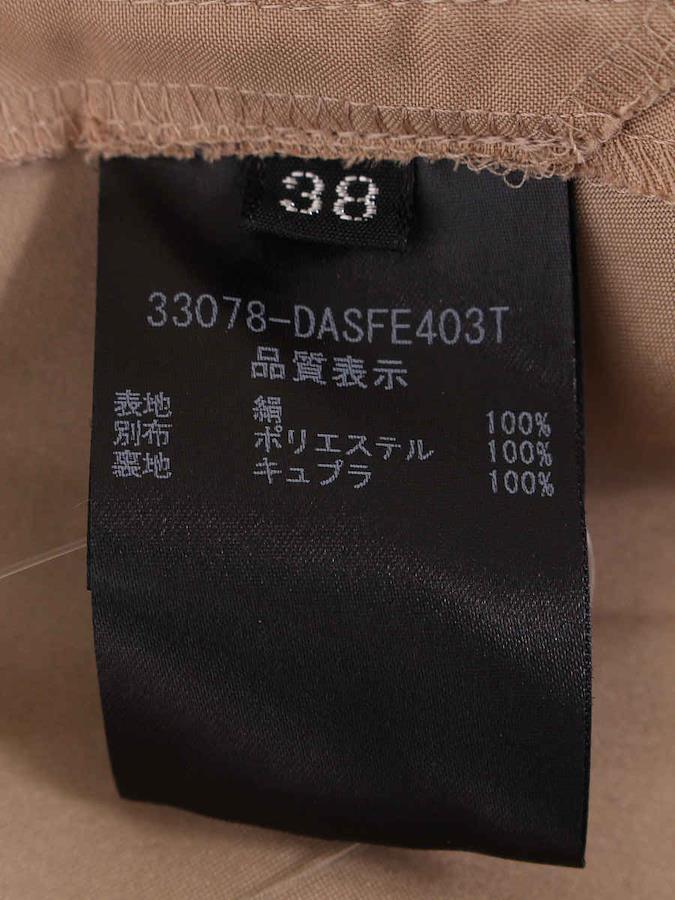 38
33078-DASFE403T
品質表示
表地 絹 100%
別布 ポリエステル 100%
裏地 キュプラ 100%